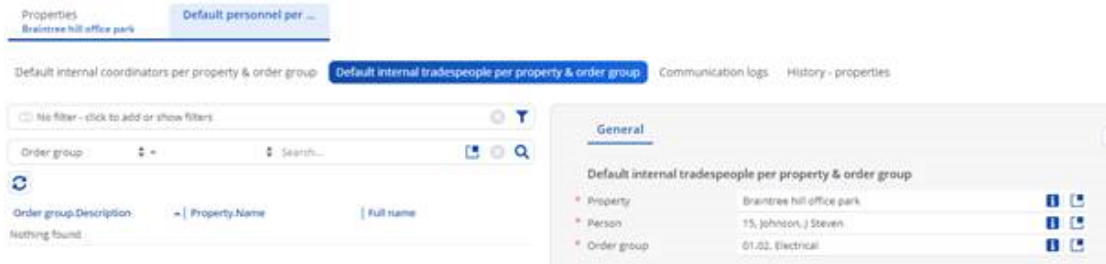 Properties
Braintree hill office park
Default personnel per ...
Default internal coordinators per property & order group
Default internal tradespeople per property & order group
Communication logs
History - properties
No filter - click to add or show filters
Order group
=
Search...
Order group.Description
Property.Name
Full name
Nothing found
General
Default internal tradespeople per property & order group
* Property
Braintree hill office park
* Person
15, Johnson, J Steven
* Order group
01.02, Electrical